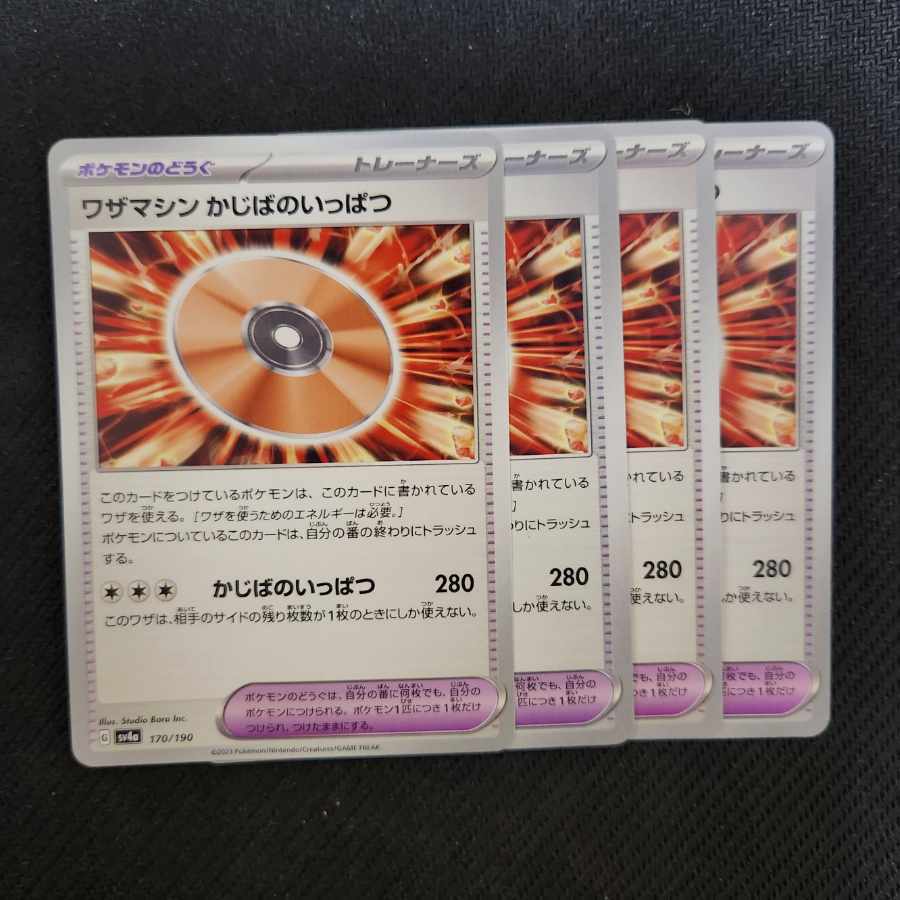 ポケモンのどうぐ トレーナーズ
ワザマシン かじばのいっぱつ
このカードをつけているポケモンは、このカードに書かれている
ワザを使える。[ワザを使うためのエネルギーは必要。]
ポケモンについているこのカードは、自分の番の終わりにトラッシュ
する。
かじばのいっぱつ 280
このワザは、相手のサイドの残り枚数が1枚のときにしか使えない。
ポケモンのどうぐは、自分の番に何枚でも、自分の
ポケモンにつけられる。ポケモン1匹につき1枚だけ
つけられ、つけたままにする。
Illus. Studio Bora Inc.
G sv4a 170/190
©2023 Pokémon/Nintendo/Creatures/GAME FREAK
ーナーズ
書かれている
わりにトラッシュ
280
しか使えない。
何枚でも、自分の
匹につき1枚だけ
ーナーズ
書かれている
トラッシュ
280
使えない。
も、自分の
1枚だけ
レーナーズ
つ
書かれている
わりにトラッシュ
280
か使えない。
何枚でも、自分の
につき1枚だけ